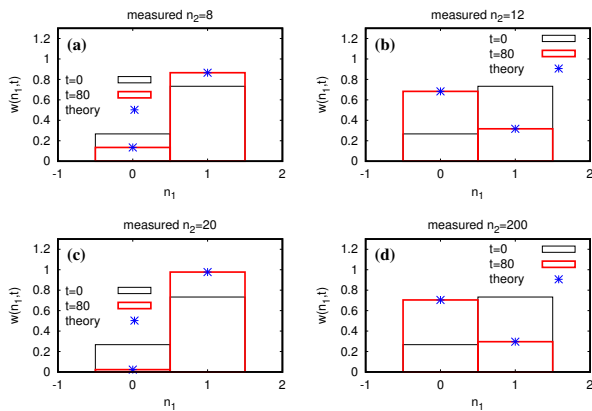 measured n2=8
(a)
t=0
t=80
theory
w(n1,t)
0
0.2
0.4
0.6
0.8
1
1.2
-1 0 1 2
n1
measured n2=12
(b)
t=0
t=80
theory
w(n1,t)
0
0.2
0.4
0.6
0.8
1
1.2
-1 0 1 2
n1
measured n2=20
(c)
t=0
t=80
theory
w(n1,t)
0
0.2
0.4
0.6
0.8
1
1.2
-1 0 1 2
n1
measured n2=200
(d)
t=0
t=80
theory
w(n1,t)
0
0.2
0.4
0.6
0.8
1
1.2
-1 0 1 2
n1